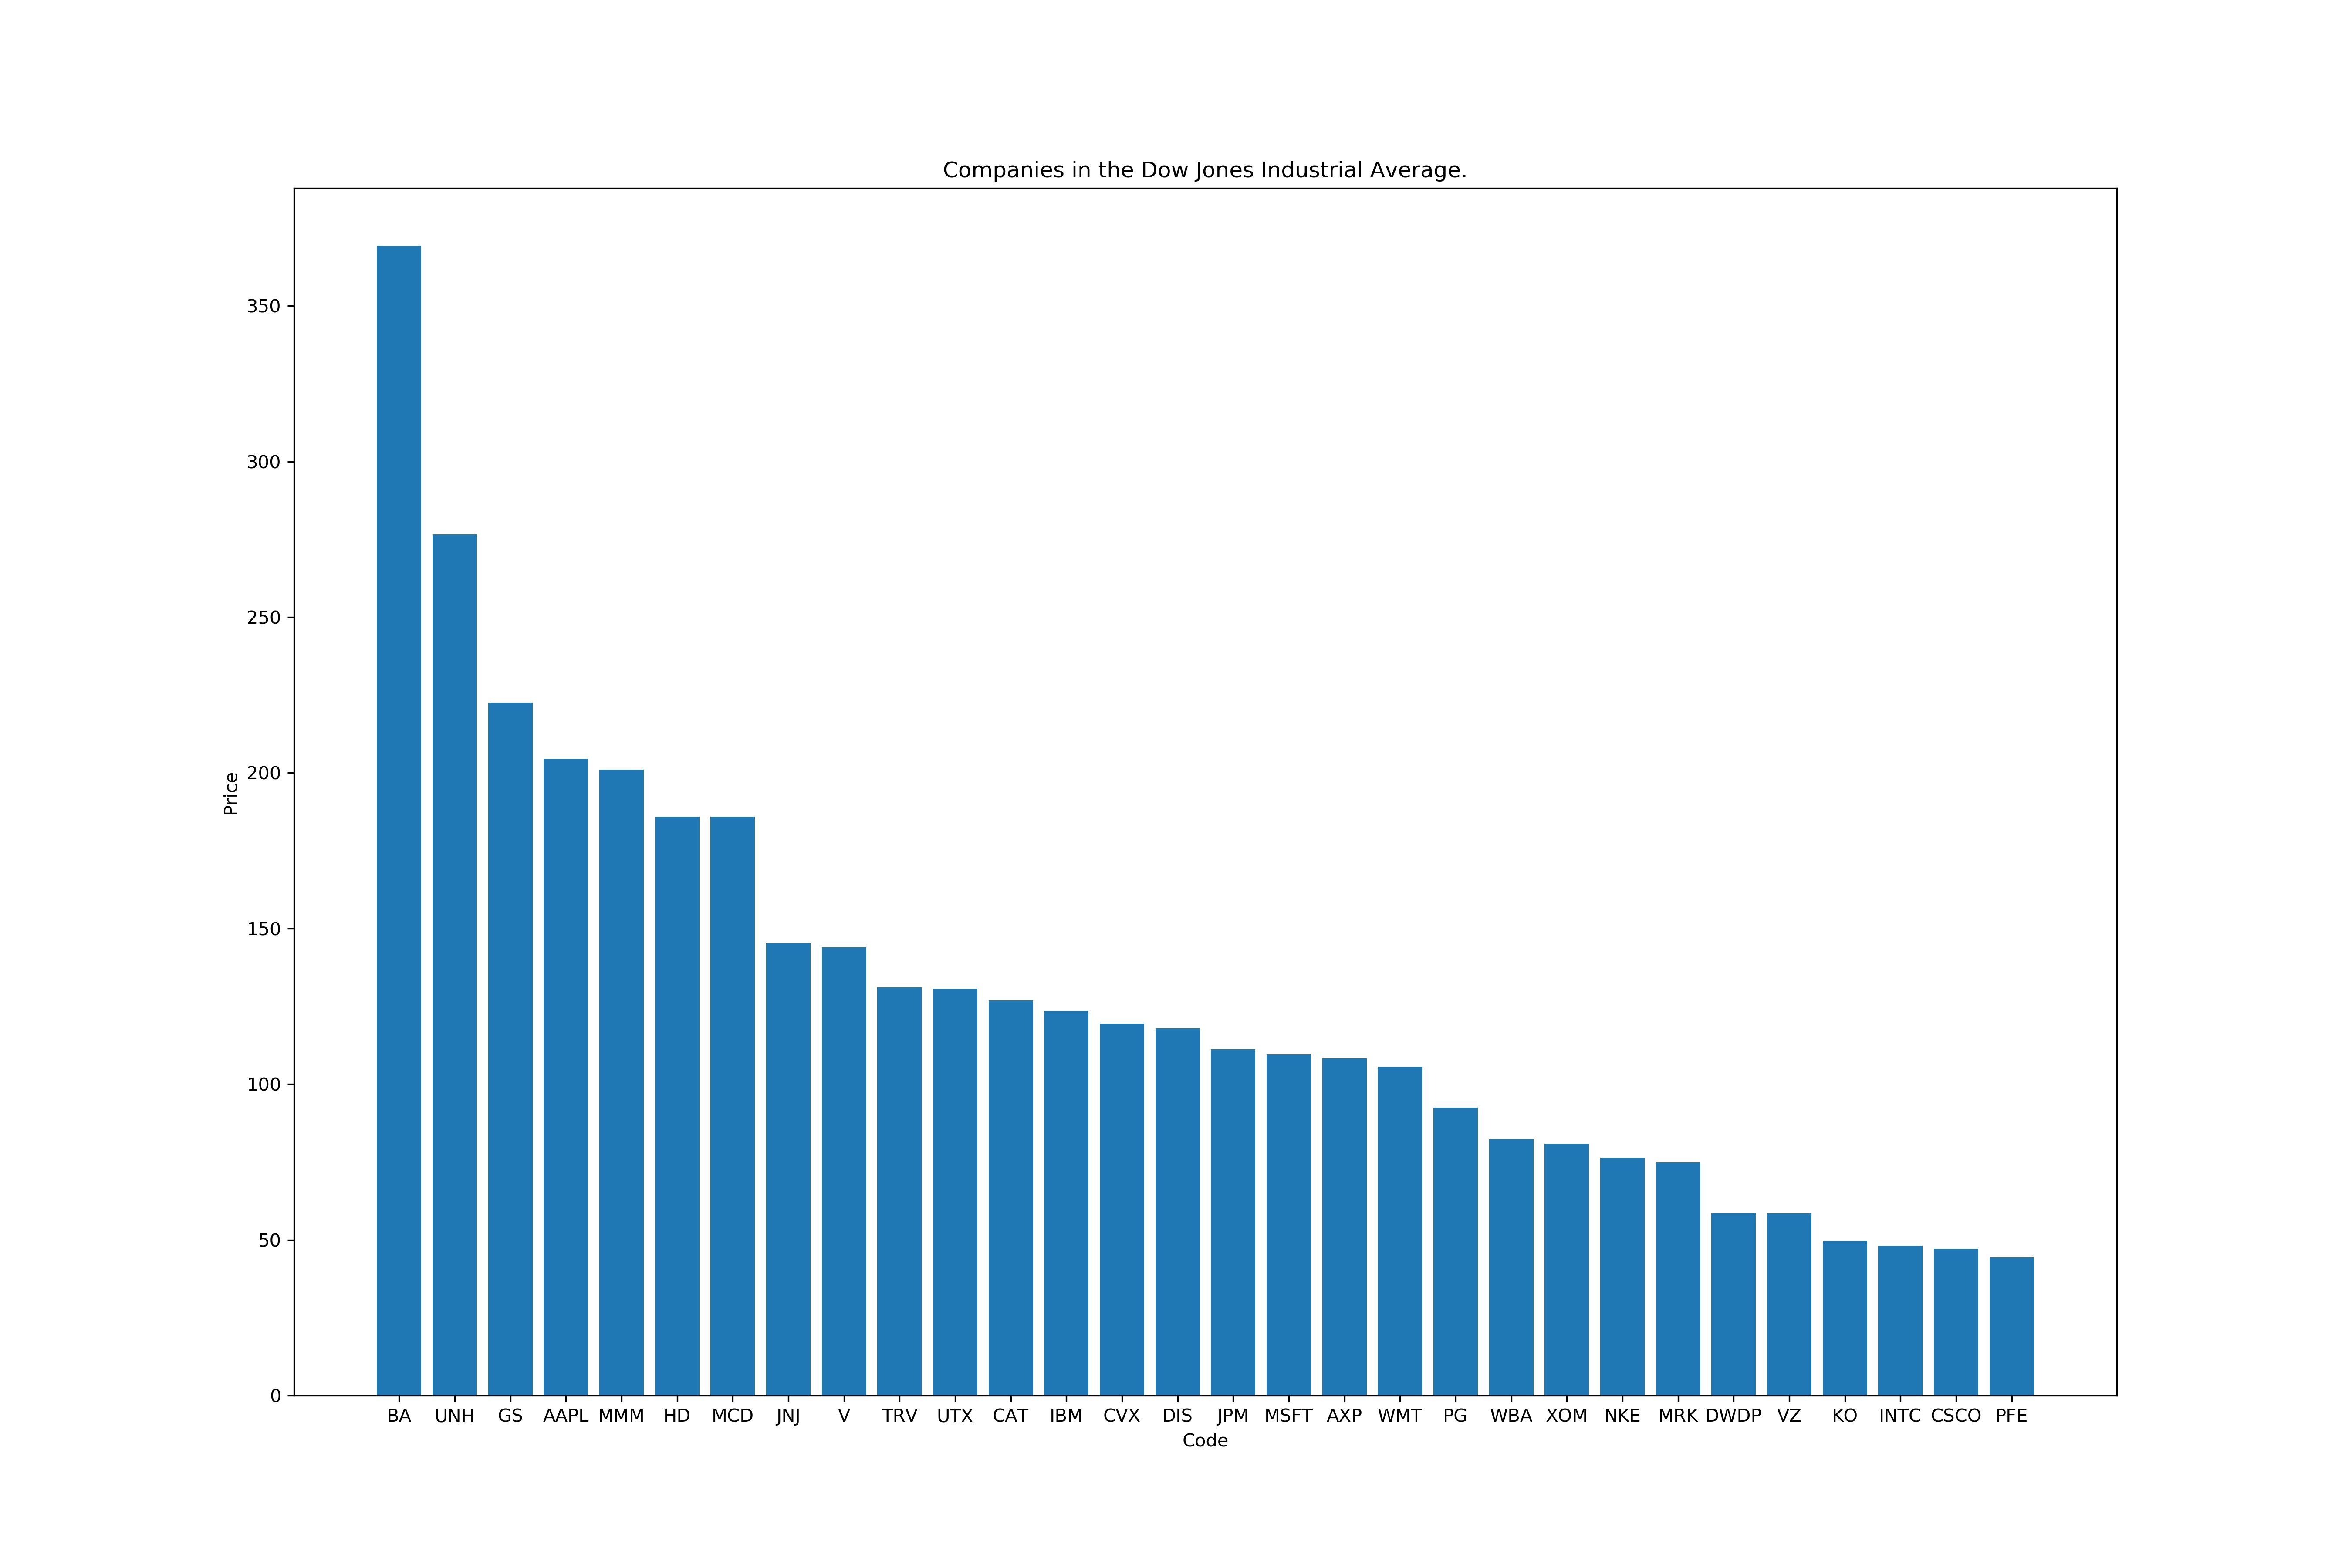 Companies in the Dow Jones Industrial Average.
350
300
250
200
150
100
50
0
Price
BA UNH GS AAPL MMM HD MCD JNJ V TRV UTX CAT IBM CVX DIS JPM MSFT AXP WMT PG WBA XOM NKE MRK DWDP VZ KO INTC CSCO PFE
Code